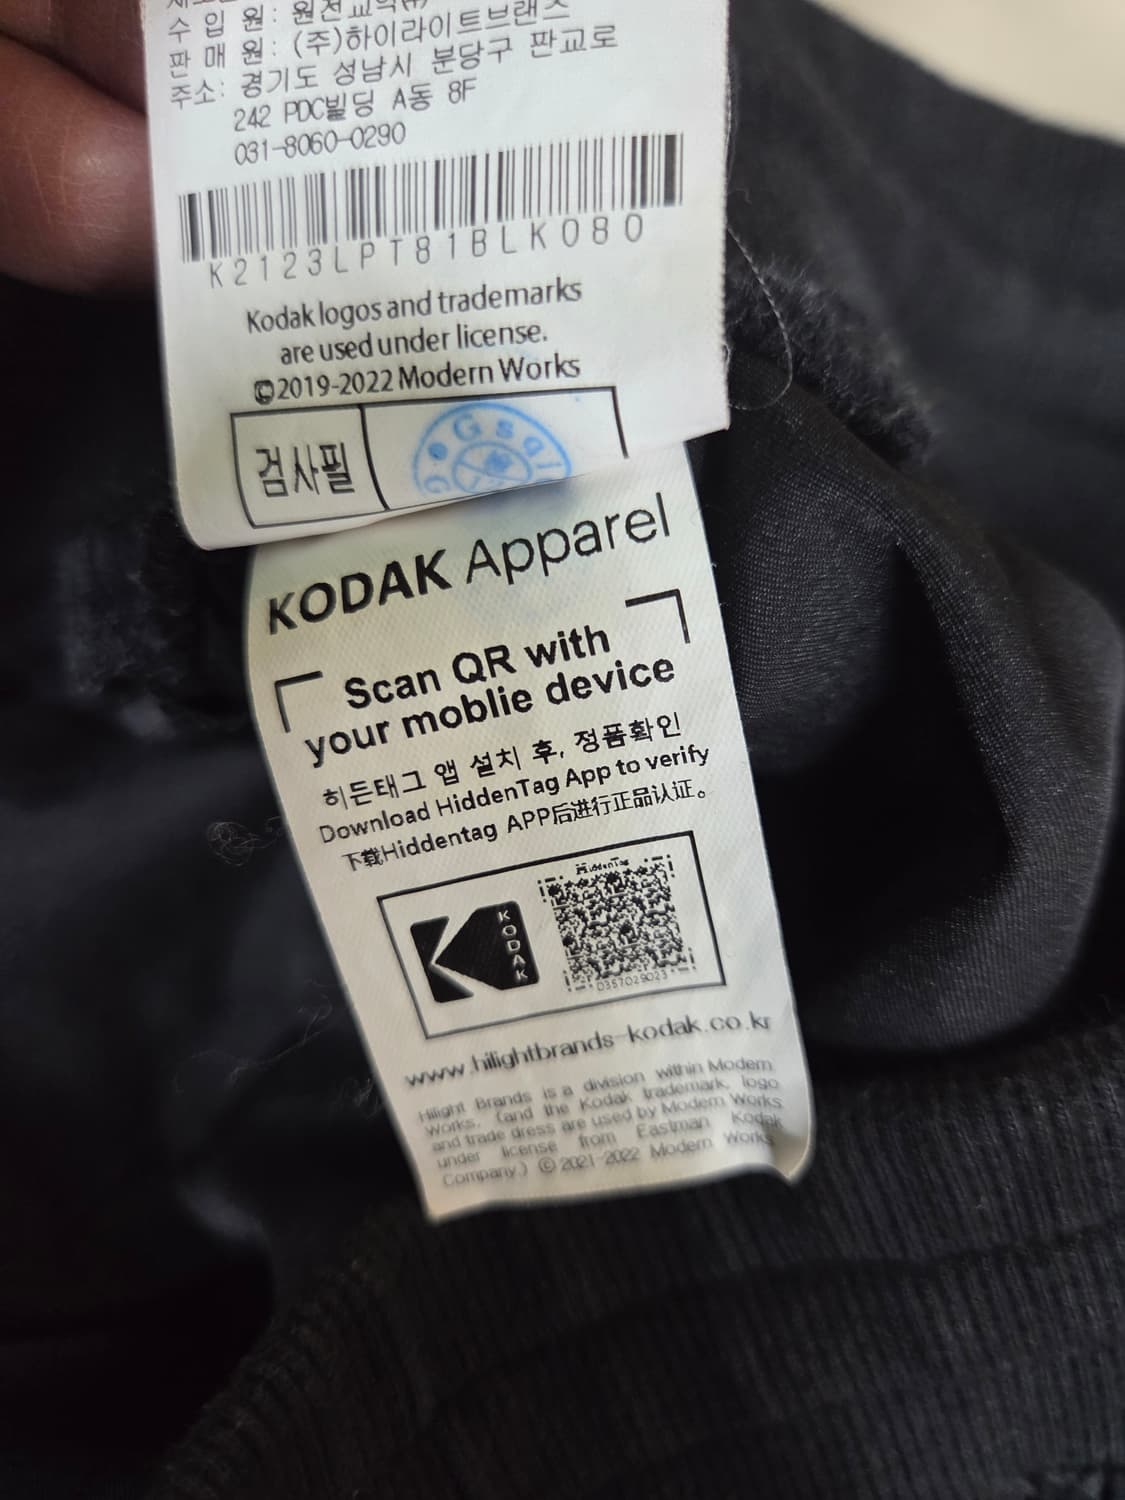 수 입 원: 원전교역(주)
판 매 원: (주)하이라이트브랜즈
주소: 경기도 성남시 분당구 판교로
242 PDC빌딩 A동 8F
031-8060-0290
K2123LPT81BLK080
Kodak logos and trademarks
are used under license.
©2019-2022 Modern Works
검사필
KODAK Apparel
Scan QR with
your moblie device
히든태그 앱 설치 후, 정품확인
Download HiddenTag App to verify
下载Hiddentag APP后进行正品认证。
HiddenTag
KODAK
0357029023
www.hilightbrands-kodak.co.kr
Hilight Brands is a division within Modern
Works. (and the Kodak trademark, logo
and trade dress are used by Modern Works
under license from Eastman Kodak
Company.) ©2021-2022 Modern Works